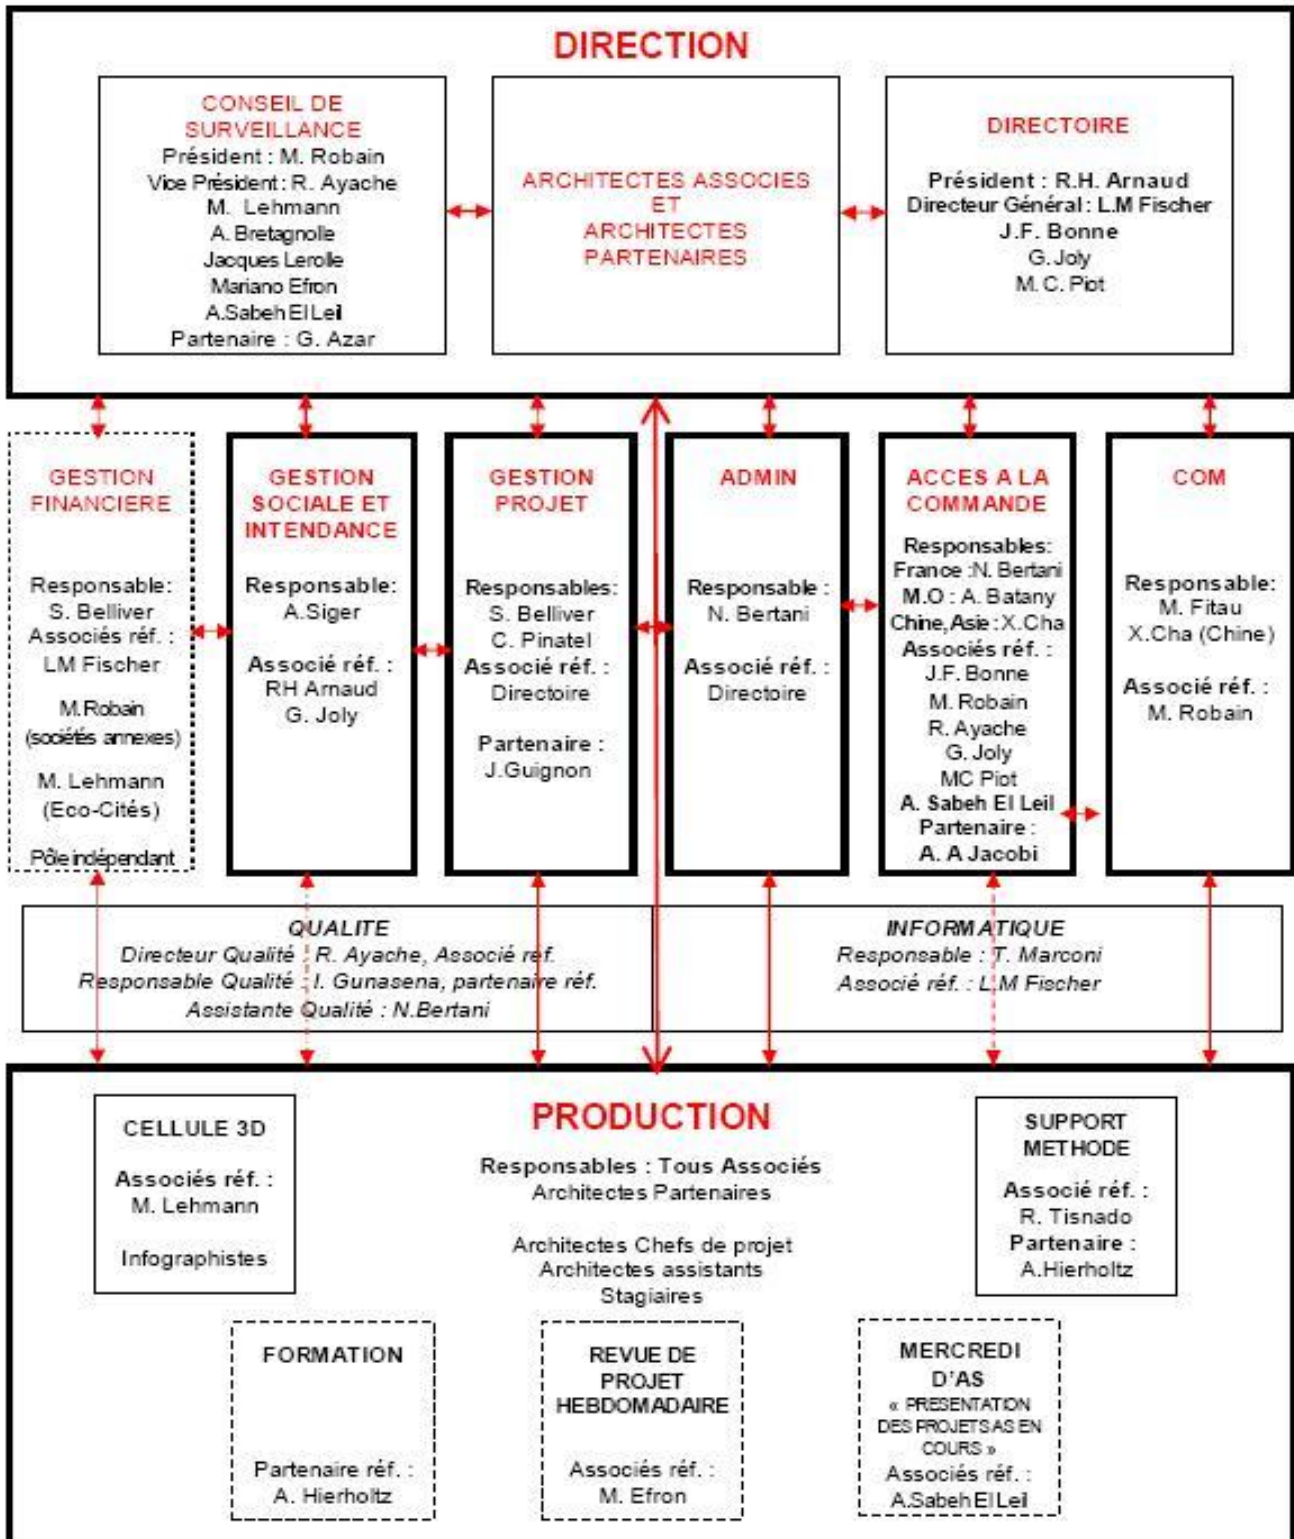 DIRECTION
CONSEIL DE
SURVEILLANCE
Président : M. Robain
Vice Président : R. Ayache
M. Lehmann
A. Bretagnolle
Jacques Lerolle
Mariano Efron
A.Sabeh El Leil
Partenaire : G. Azar
ARCHITECTES ASSOCIES
ET
ARCHITECTES
PARTENAIRES
DIRECTOIRE
Président : R.H. Arnaud
Directeur Général : L.M Fischer
J.F. Bonne
G. Joly
M. C. Piot
GESTION
FINANCIERE
Responsable:
S. Belliver
Associés réf. :
LM Fischer
M. Robain
(sociétés annexes)
M. Lehmann
(Eco-Cités)
Pôle indépendant
GESTION
SOCIALE ET
INTENDANCE
Responsable:
A.Siger
Associé réf. :
RH Arnaud
G. Joly
GESTION
PROJET
Responsables:
S. Belliver
C. Pinatel
Associé réf. :
Directoire
Partenaire :
J.Guignon
ADMIN
Responsable :
N. Bertani
Associé réf. :
Directoire
ACCES A LA
COMMANDE
Responsables:
France :N. Bertani
M.O : A. Batany
Chine, Asie : X.Cha
Associés réf. :
J.F. Bonne
M. Robain
R. Ayache
G. Joly
MC Piot
A. Sabeh El Leil
Partenaire :
A. A Jacobi
COM
Responsable:
M. Fitau
X.Cha (Chine)
Associé réf. :
M. Robain
QUALITE
Directeur Qualité : R. Ayache, Associé réf.
Responsable Qualité : I. Gunasena, partenaire réf.
Assistante Qualité : N.Bertani
INFORMATIQUE
Responsable : T. Marconi
Associé réf. : L.M Fischer
PRODUCTION
Responsables : Tous Associés
Architectes Partenaires
Architectes Chefs de projet
Architectes assistants
Stagiaires
CELLULE 3D
Associés réf. :
M. Lehmann
Infographistes
SUPPORT
METHODE
Associé réf. :
R. Tisnado
Partenaire :
A.Hierholtz
FORMATION
Partenaire réf. :
A. Hierholtz
REVUE DE
PROJET
HEBDOMADAIRE
Associés réf. :
M. Efron
MERCREDI
D'AS
« PRESENTATION
DES PROJETS AS EN
COURS »
Associés réf. :
A.Sabeh El Leil